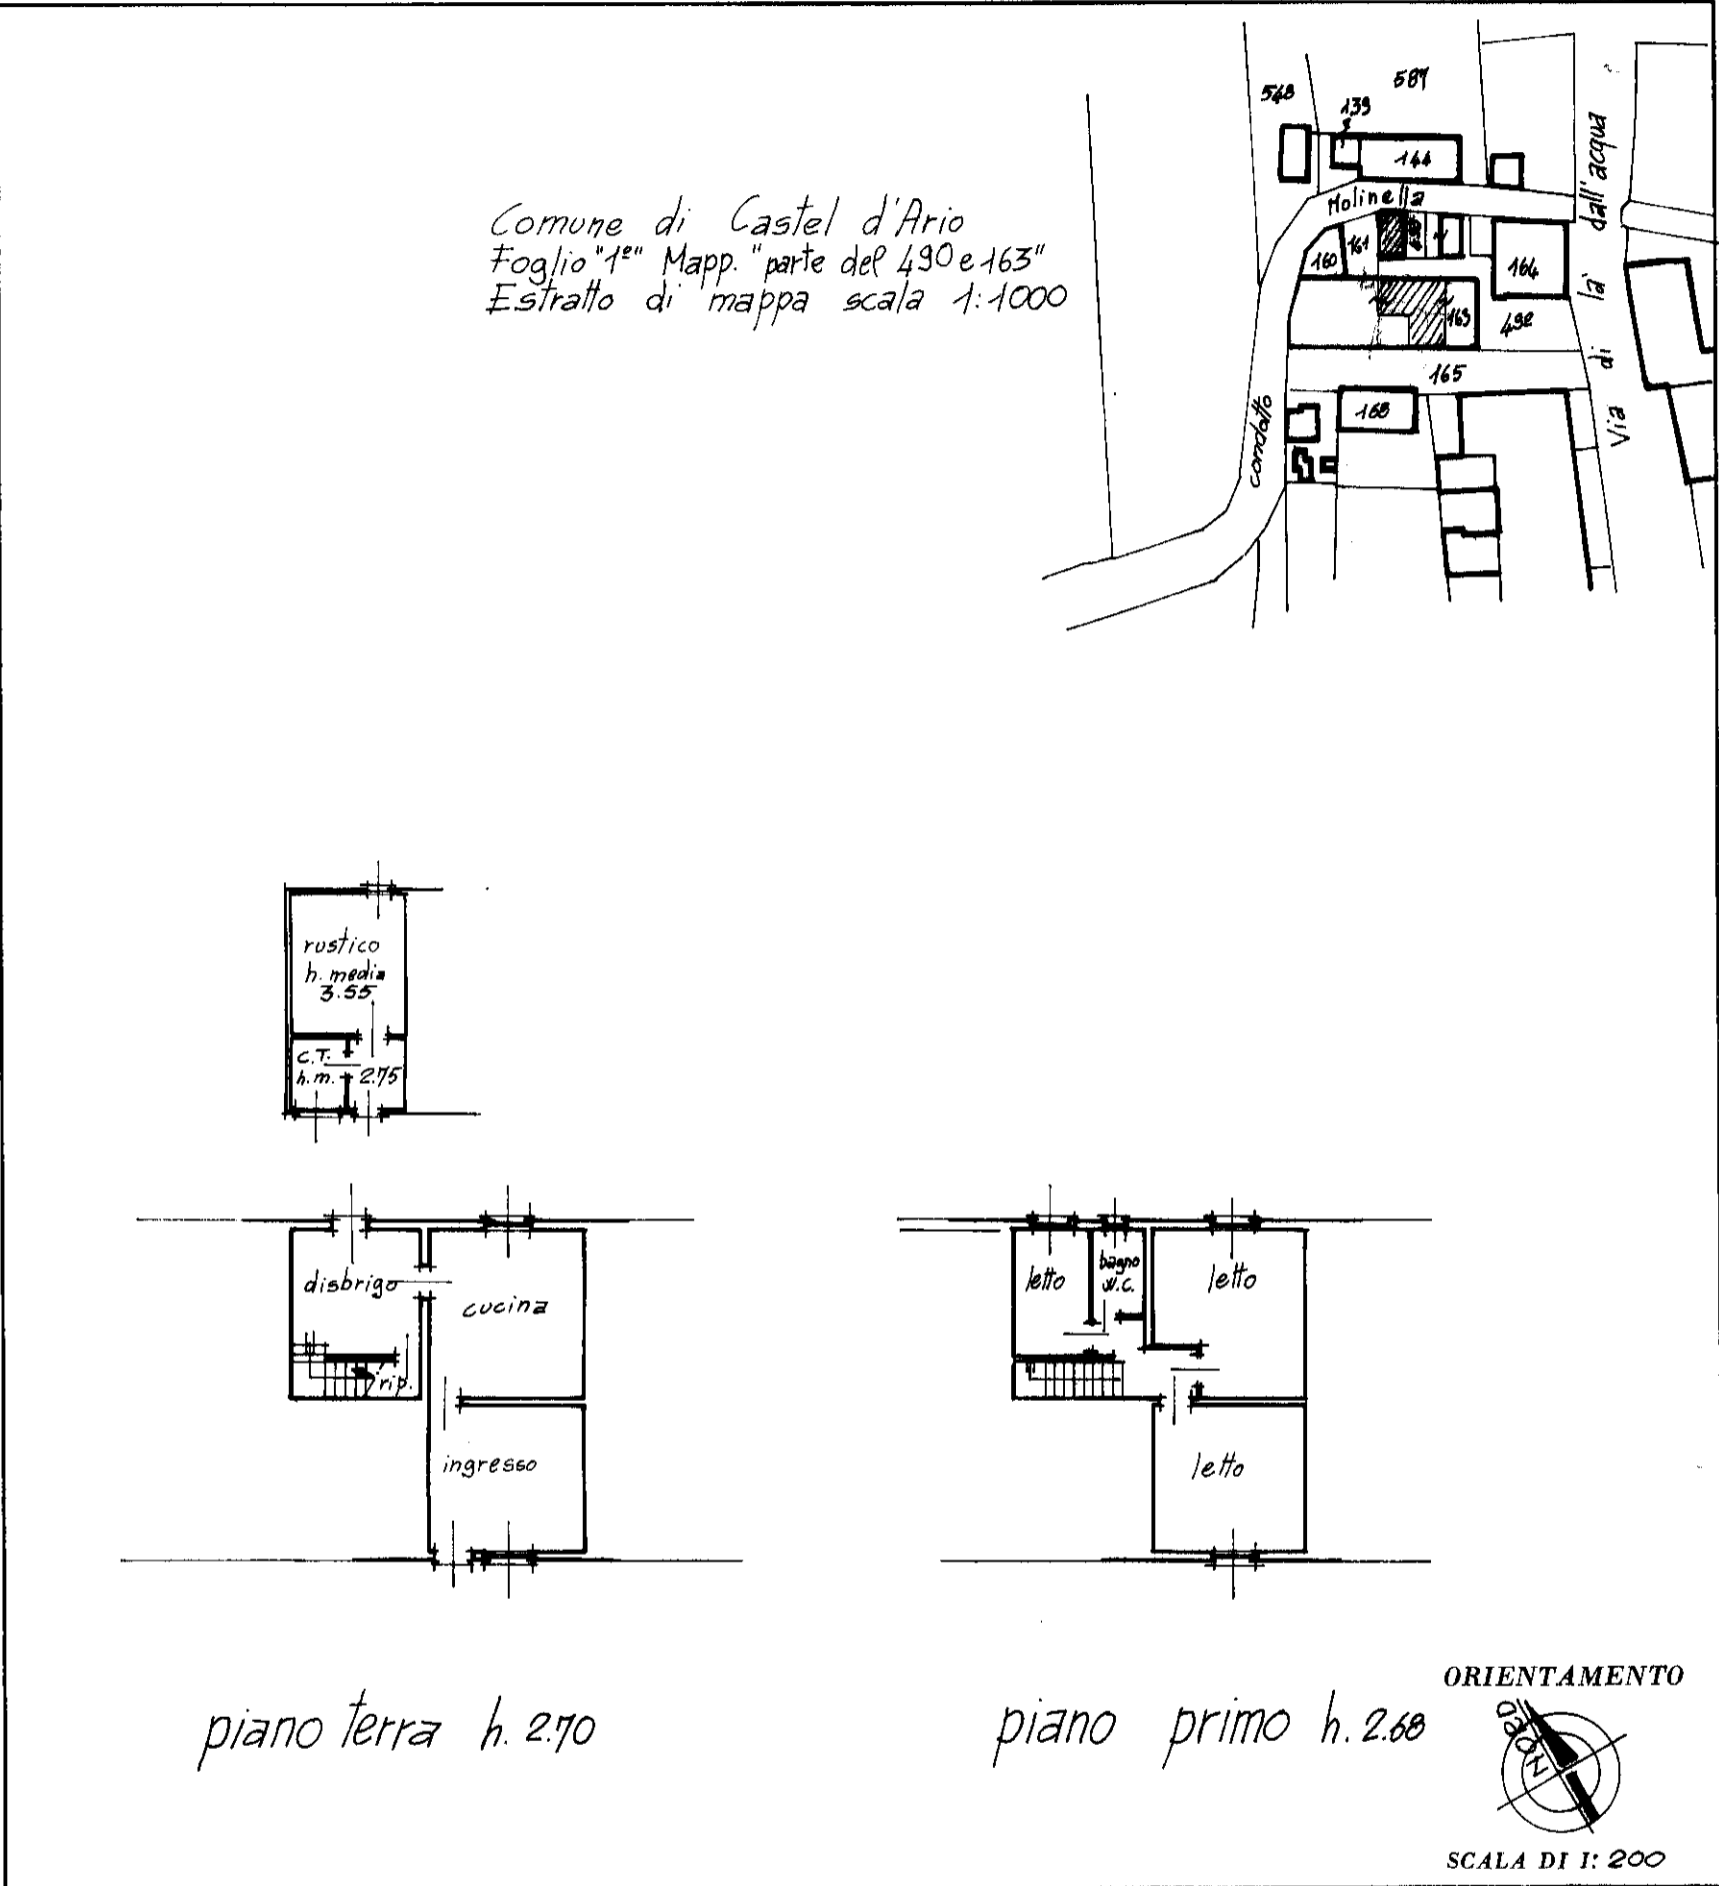 Comune di Castel d'Ario
Foglio "1º" Mapp. "parte del 490 e 163"
Estratto di mappa scala 1:1000
548
587
139
144
Molinella
160
161
164
163
492
165
168
condotto
Via di là dall'acqua
rustico
h. media
3.55
C.T.
h.m. 2.75
disbrigo
cucina
rip.
ingresso
letto
bagno
W.C.
letto
letto
piano terra h. 2.70
piano primo h. 2.68
ORIENTAMENTO
NORD
SCALA DI 1: 200